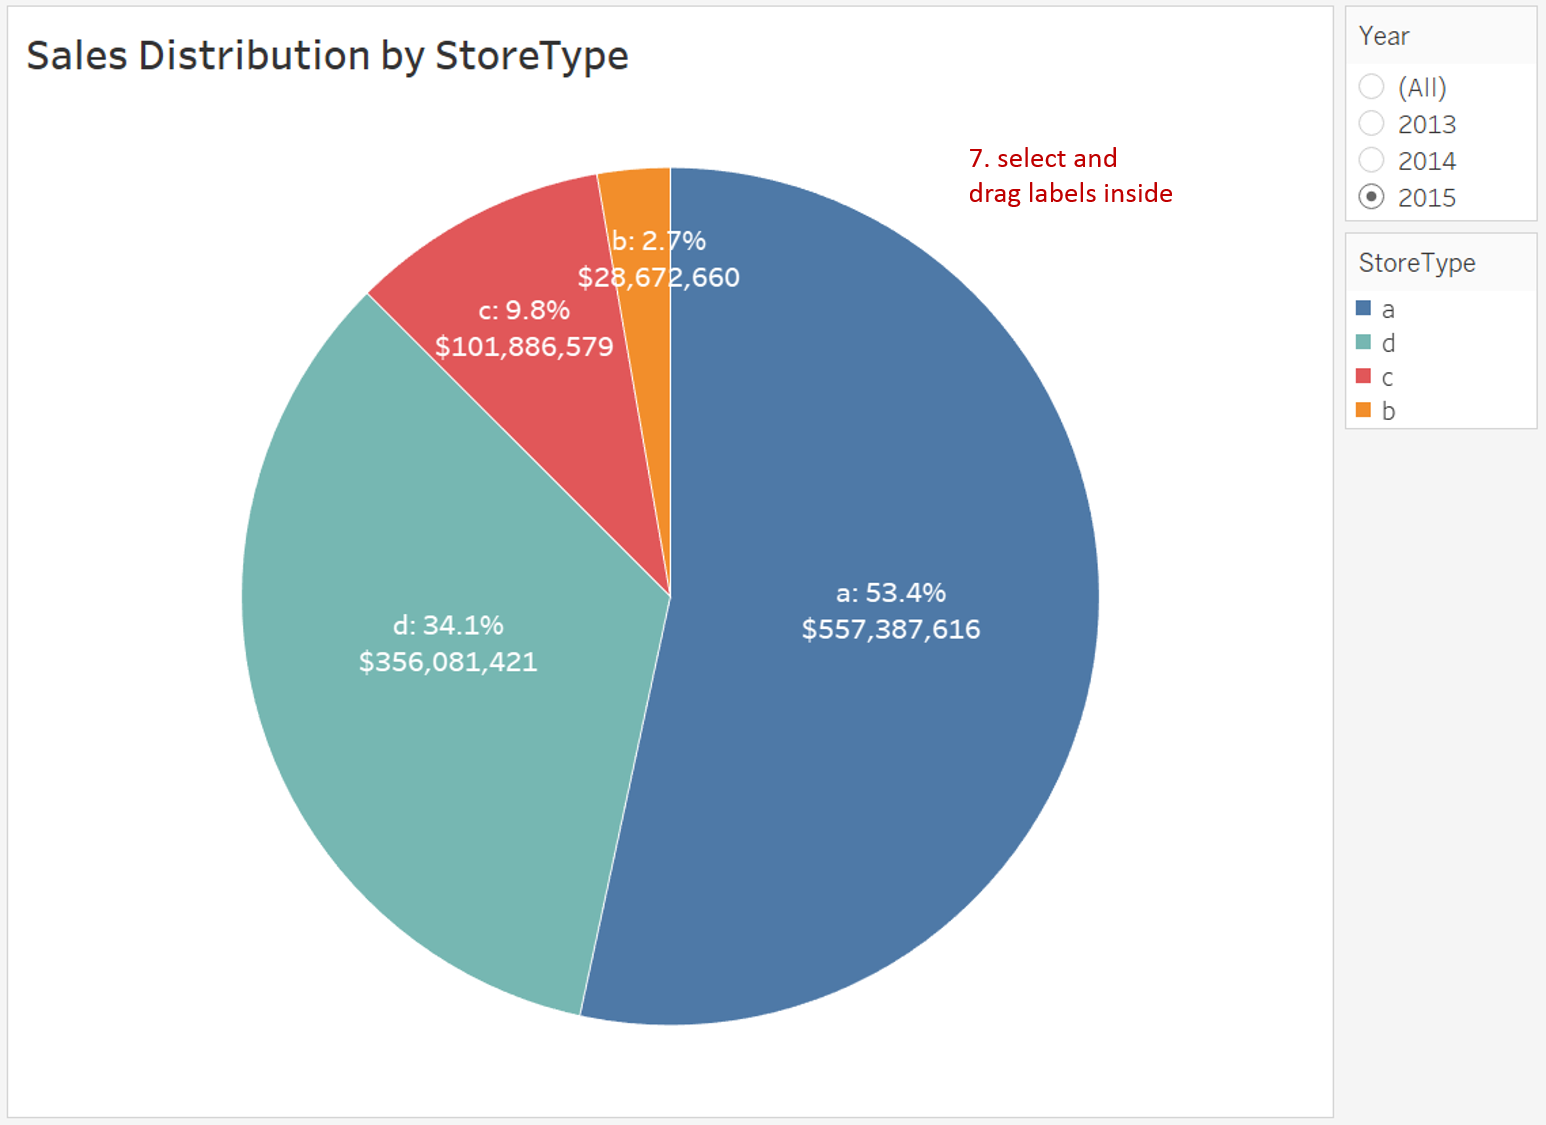 Sales Distribution by StoreType
7. select and
drag labels inside
b: 2.7%
$28,672,660
c: 9.8%
$101,886,579
a: 53.4%
$557,387,616
d: 34.1%
$356,081,421
Year
(All)
2013
2014
2015
StoreType
a
d
c
b